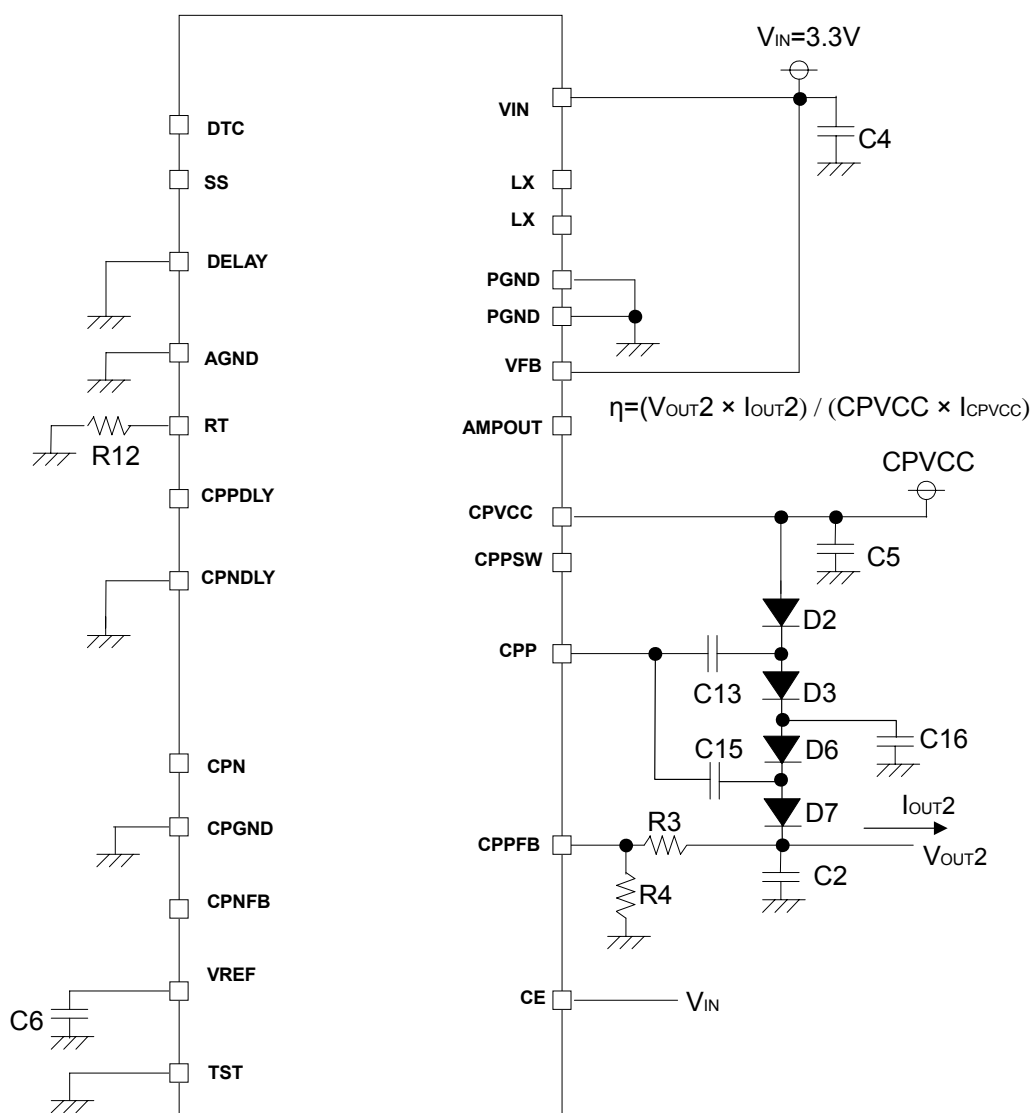 VIN=3.3V
VIN
C4
DTC
SS
LX
LX
DELAY
PGND
PGND
AGND
VFB
η=(VOUT2 × IOUT2) / (CPVCC × ICPVCC)
RT
R12
AMPOUT
CPVCC
CPPDLY
CPVCC
C5
CPPSW
CPNDLY
D2
CPP
C13
D3
C16
C15
D6
CPN
D7
IOUT2
CPGND
R3
CPPFB
VOUT2
C2
R4
CPNFB
VREF
C6
CE
VIN
TST